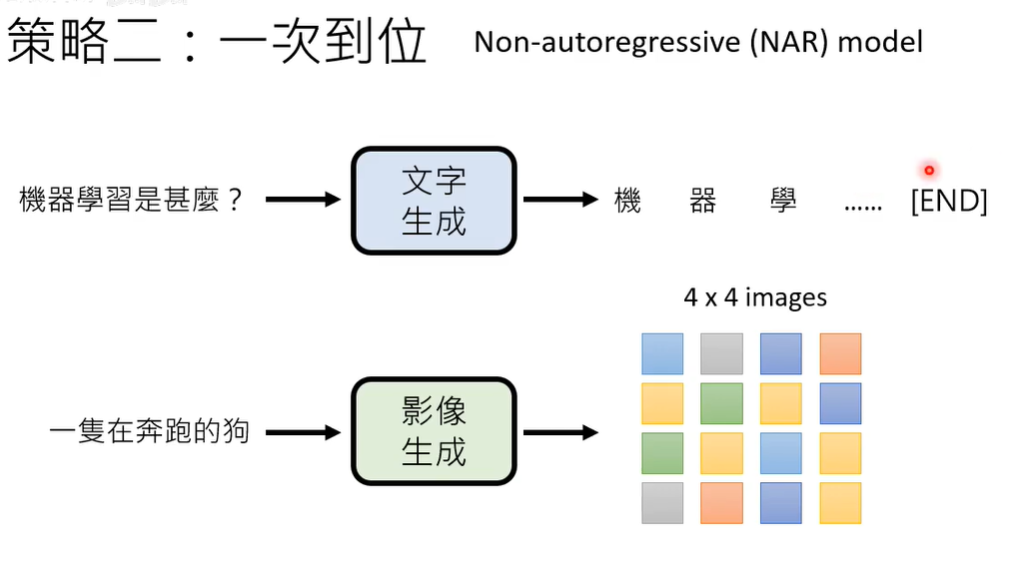 策略二：一次到位 Non-autoregressive (NAR) model
機器學習是甚麼？
文字
生成
機 器 學 …… [END]
4 x 4 images
一隻在奔跑的狗
影像
生成